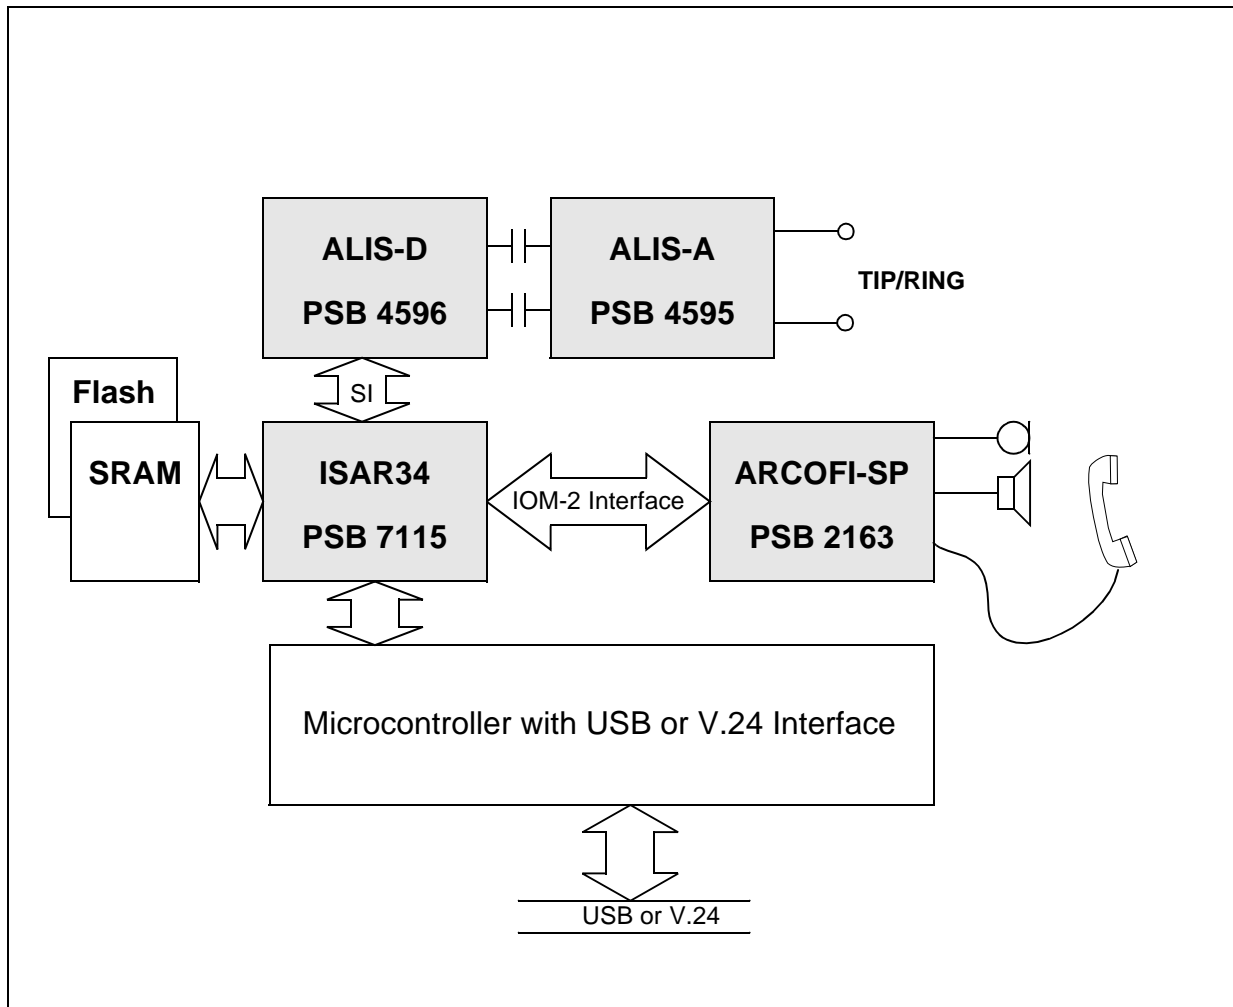 ALIS-D
PSB 4596
ALIS-A
PSB 4595
TIP/RING
Flash
SRAM
SI
ISAR34
PSB 7115
IOM-2 Interface
ARCOFI-SP
PSB 2163
Microcontroller with USB or V.24 Interface
USB or V.24